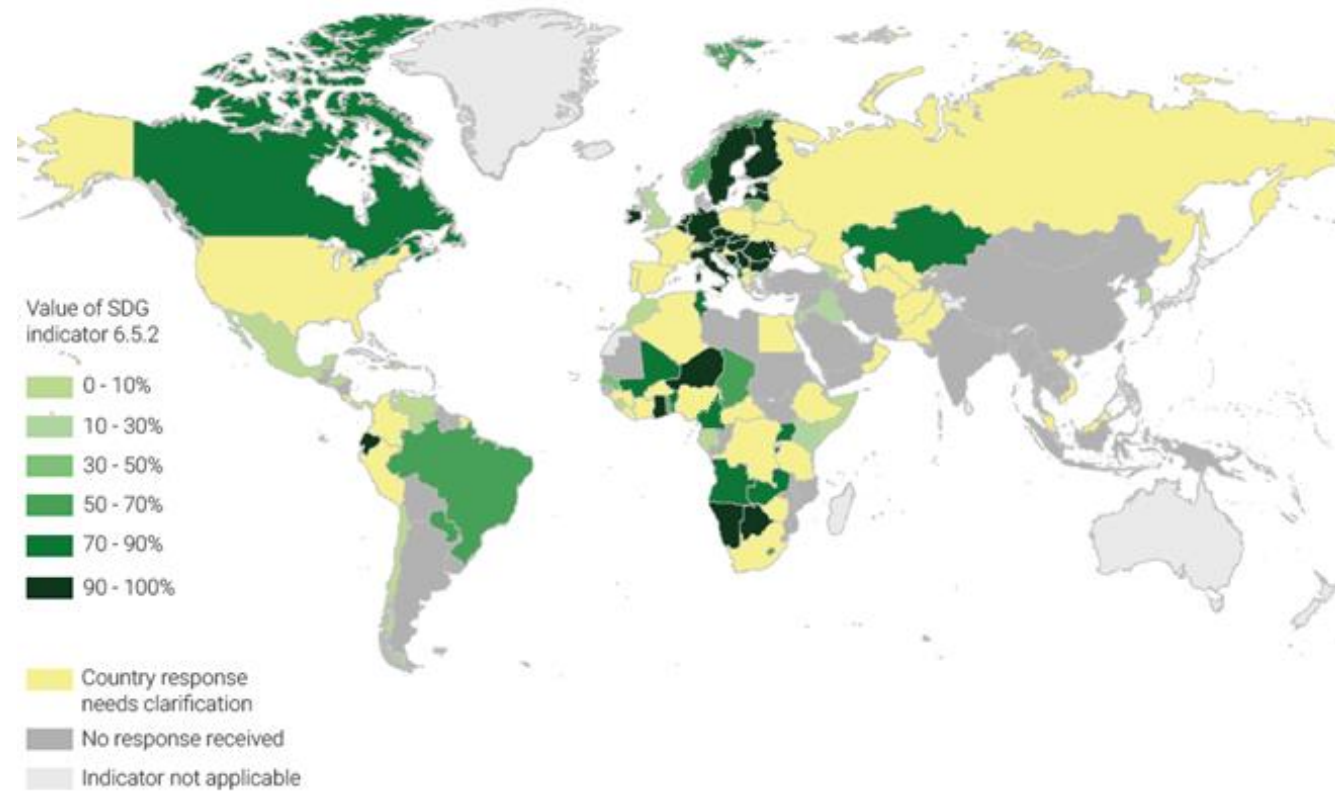 Value of SDG
indicator 6.5.2
0 - 10%
10 - 30%
30 - 50%
50 - 70%
70 - 90%
90 - 100%
Country response
needs clarification
No response received
Indicator not applicable